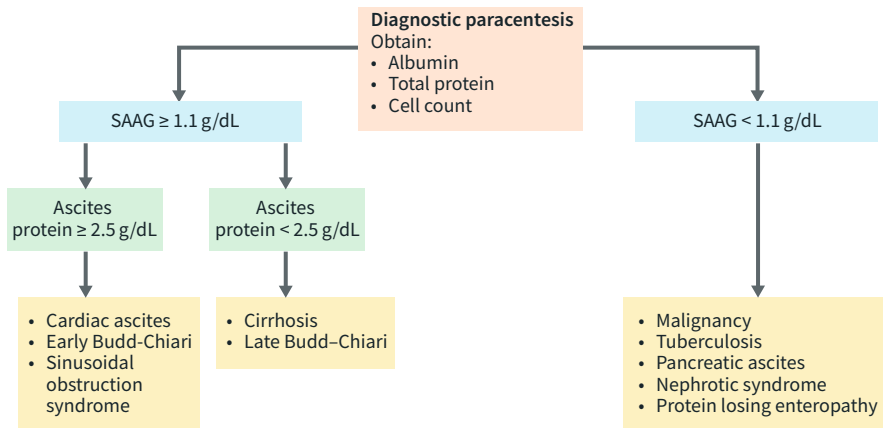 Diagnostic paracentesis
Obtain:
• Albumin
• Total protein
• Cell count
SAAG ≥ 1.1 g/dL
SAAG < 1.1 g/dL
Ascites
protein ≥ 2.5 g/dL
Ascites
protein < 2.5 g/dL
• Cardiac ascites
• Early Budd-Chiari
• Sinusoidal
obstruction
syndrome
• Cirrhosis
• Late Budd–Chiari
• Malignancy
• Tuberculosis
• Pancreatic ascites
• Nephrotic syndrome
• Protein losing enteropathy